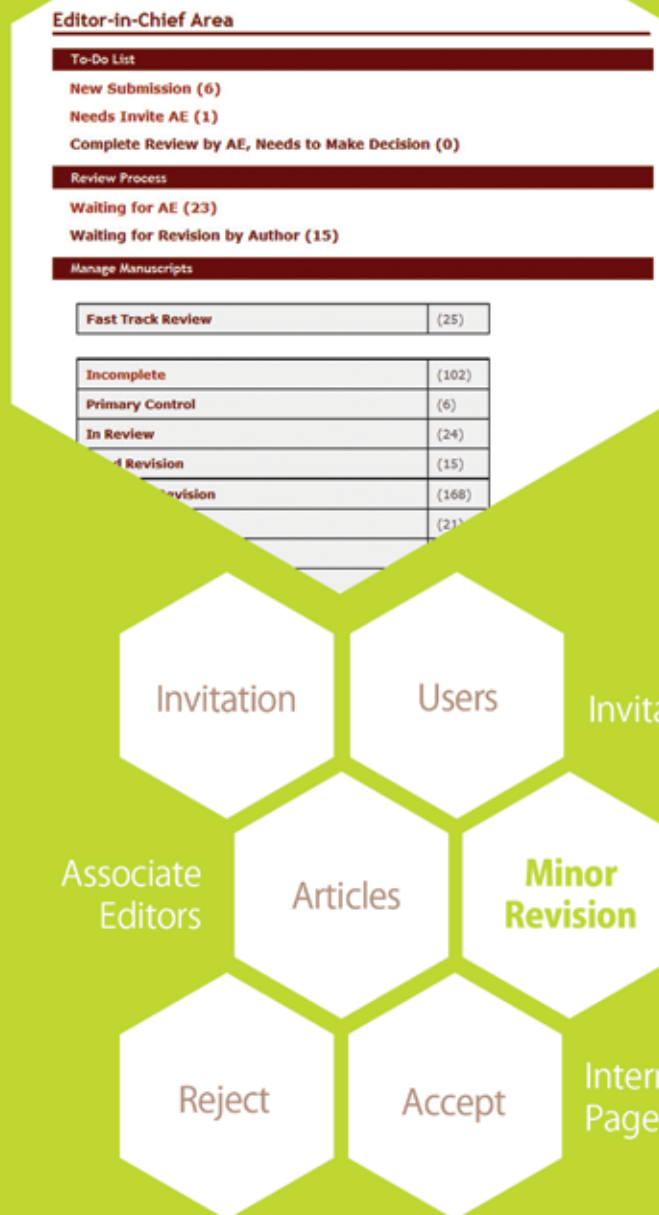 Editor-in-Chief Area
To-Do List
New Submission (6)
Needs Invite AE (1)
Complete Review by AE, Needs to Make Decision (0)
Review Process
Waiting for AE (23)
Waiting for Revision by Author (15)
Manage Manuscripts
Fast Track Review (25)
Incomplete (102)
Primary Control (6)
In Review (24)
Revision (15)
(168)
(21)
Invitation
Users
Associate
Editors
Articles
Minor
Revision
Reject
Accept
Page